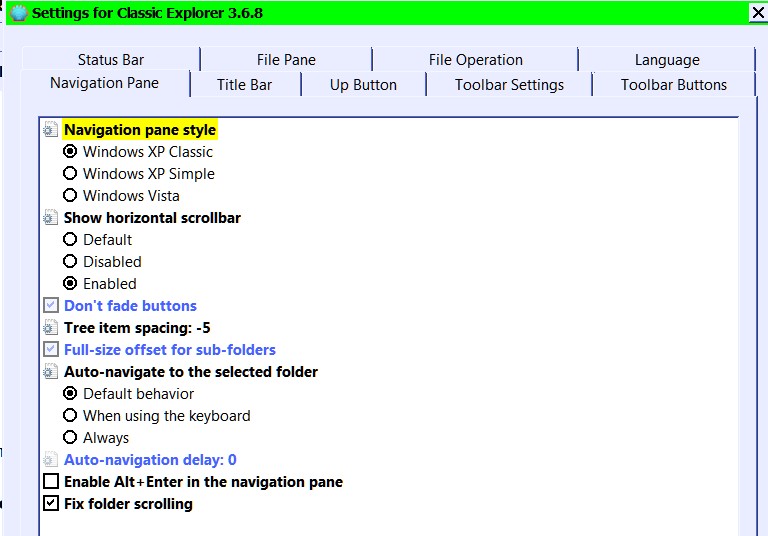 Settings for Classic Explorer 3.6.8
Status Bar File Pane File Operation Language
Navigation Pane Title Bar Up Button Toolbar Settings Toolbar Buttons
Navigation pane style
Windows XP Classic
Windows XP Simple
Windows Vista
Show horizontal scrollbar
Default
Disabled
Enabled
Don't fade buttons
Tree item spacing: -5
Full-size offset for sub-folders
Auto-navigate to the selected folder
Default behavior
When using the keyboard
Always
Auto-navigation delay: 0
Enable Alt+Enter in the navigation pane
Fix folder scrolling